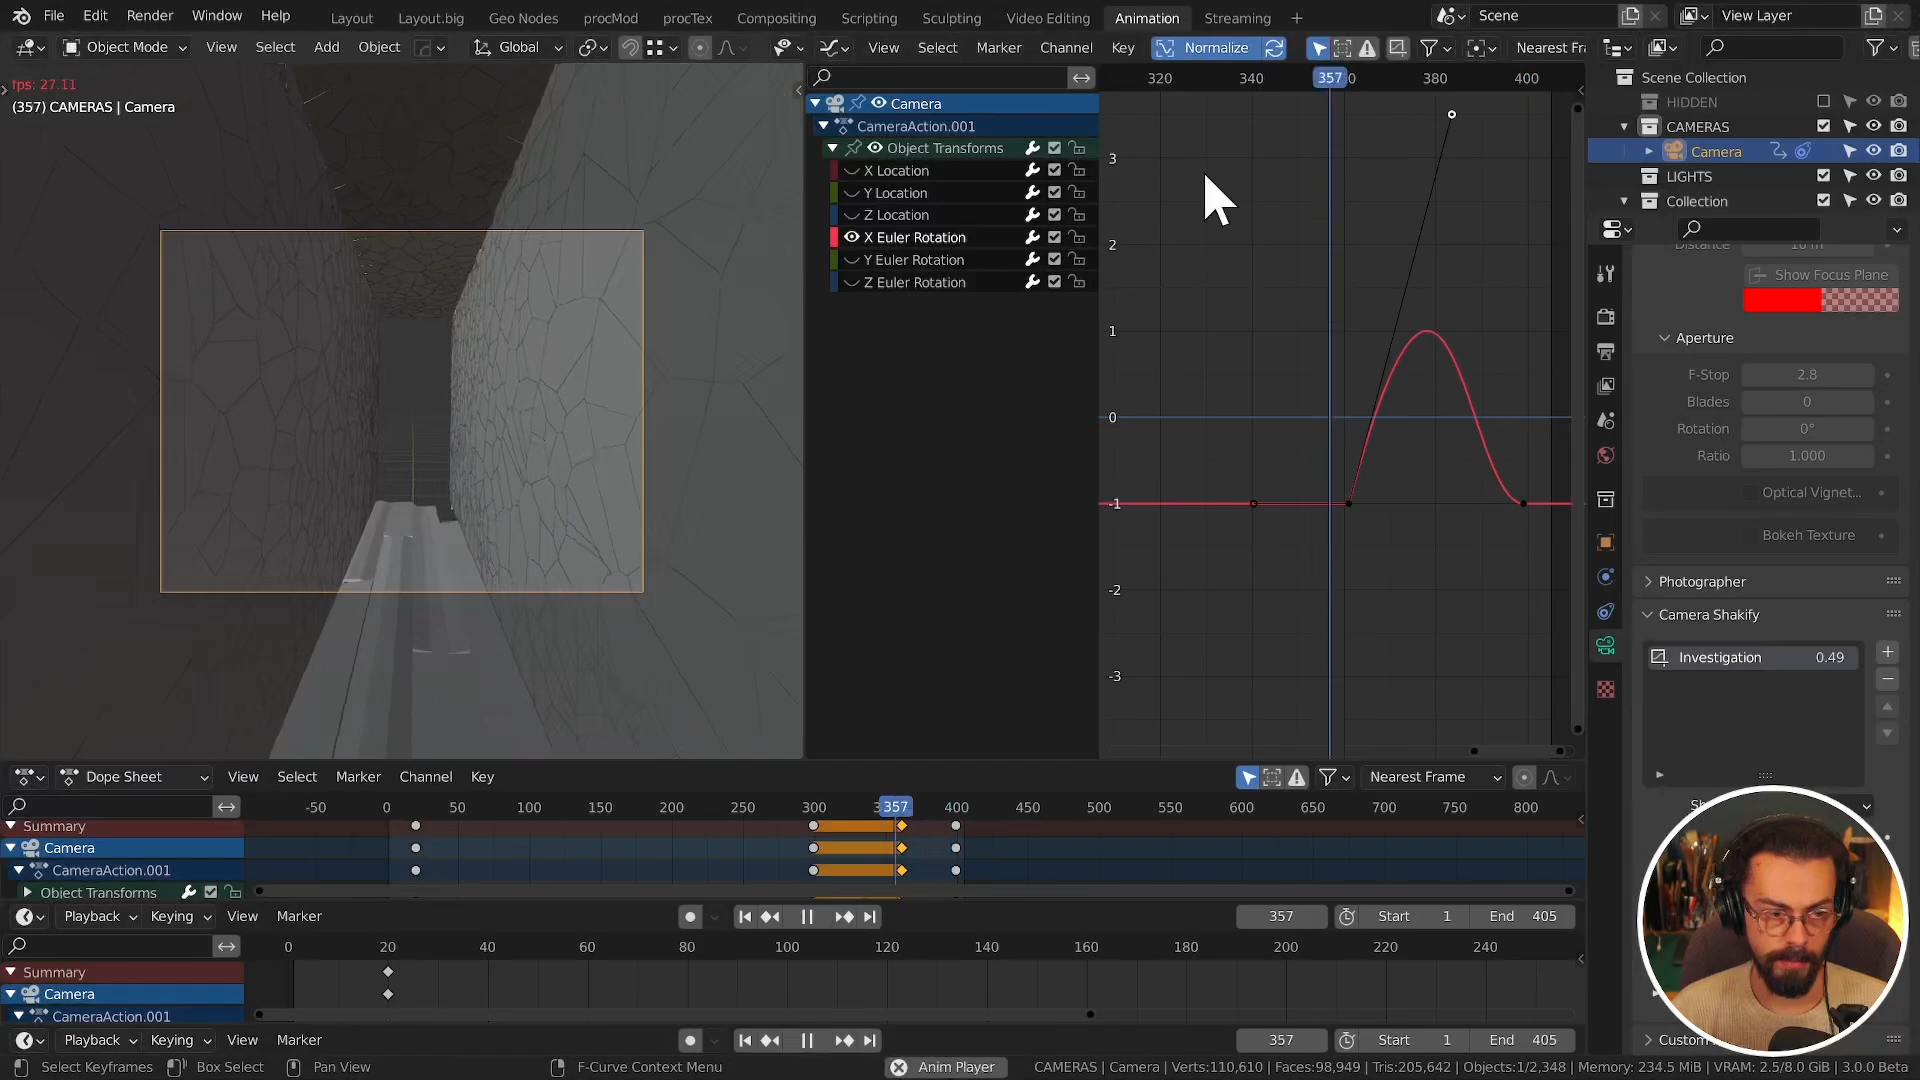 File Edit Render Window Help Layout Layout.big Geo Nodes procMod procTex Compositing Scripting Sculpting Video Editing Animation Streaming + Scene View Layer
Object Mode View Select Add Object Global View Select Marker Channel Key Normalize Nearest Fr
fps: 27.11
(357) CAMERAS | Camera
320 340 357 380 400
Camera
CameraAction.001
Object Transforms
X Location
Y Location
Z Location
X Euler Rotation
Y Euler Rotation
Z Euler Rotation
3
2
1
0
-1
-2
-3
Scene Collection
HIDDEN
CAMERAS
Camera
LIGHTS
Collection
Distance 10 m
Show Focus Plane
Aperture
F-Stop 2.8
Blades 0
Rotation 0°
Ratio 1.000
Optical Vignet...
Bokeh Texture
Photographer
Camera Shakify
Investigation 0.49
Custom
Dope Sheet View Select Marker Channel Key Nearest Frame
-50 0 50 100 150 200 250 300 357 400 450 500 550 600 650 700 750 800
Summary
Camera
CameraAction.001
Object Transforms
Playback Keying View Marker 357 Start 1 End 405
0 20 40 60 80 100 120 140 160 180 200 220 240
Summary
Camera
CameraAction.001
Playback Keying View Marker 357 Start 1 End 405
Select Keyframes Box Select Pan View F-Curve Context Menu Anim Player CAMERAS | Camera | Verts:110,610 | Faces:98,949 | Tris:205,642 | Objects:1/2,348 | Memory: 234.5 MiB | VRAM: 2.5/8.0 GiB | 3.0.0 Beta